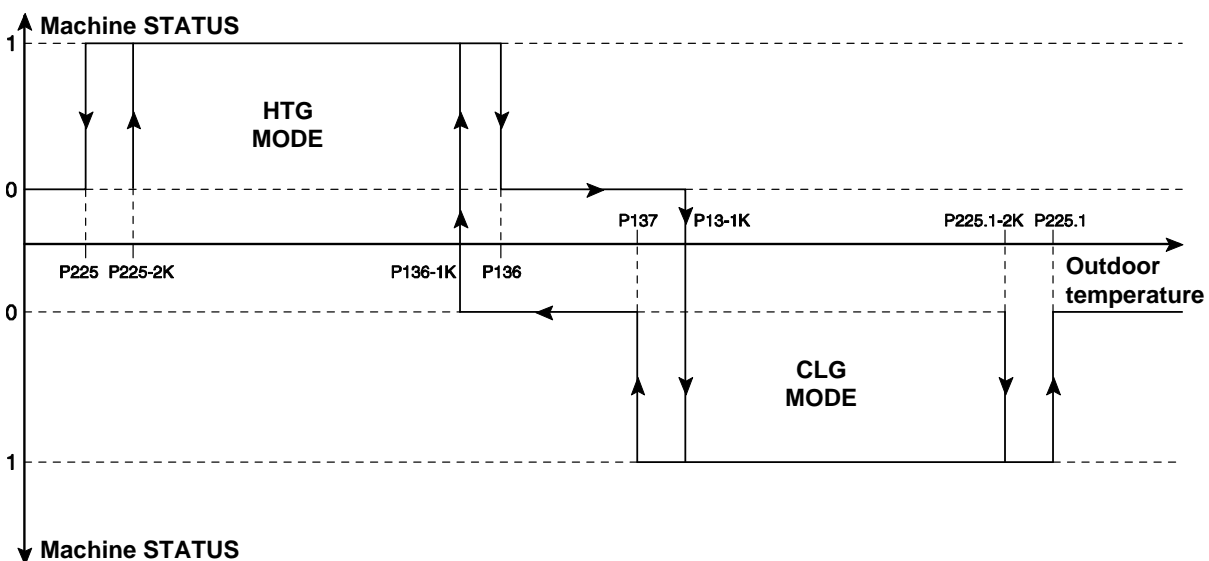 Machine STATUS
1
HTG
MODE
0
P137
P13-1K
P225.1-2K
P225.1
P225
P225-2K
P136-1K
P136
Outdoor
temperature
0
CLG
MODE
1
Machine STATUS